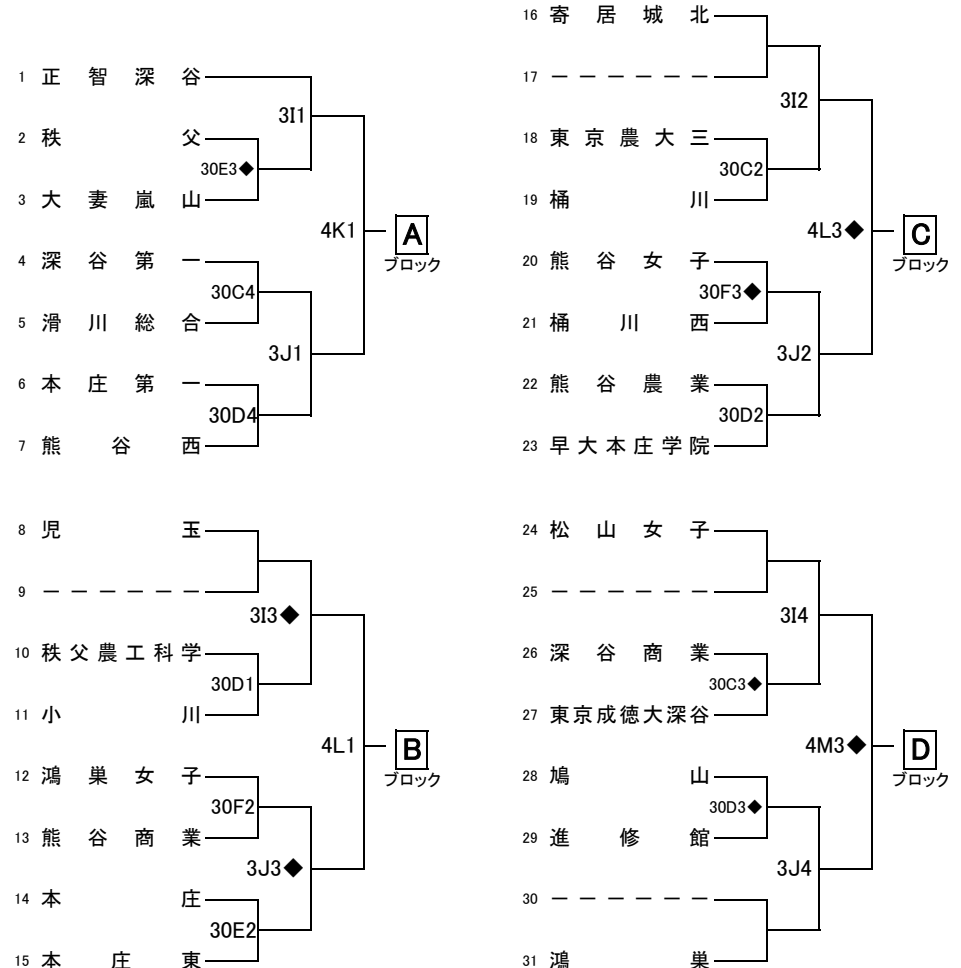 1 正智深谷
3I1
2 秩父
30E3◆
3 大妻嵐山
4K1
A
ブロック
4 深谷第一
30C4
5 滑川総合
3J1
6 本庄第一
30D4
7 熊谷西
8 児玉
9 ーーーーーー
3I3◆
10 秩父農工科学
30D1
11 小川
4L1
B
ブロック
12 鴻巣女子
30F2
13 熊谷商業
3J3◆
14 本庄
30E2
15 本庄東
16 寄居城北
17 ーーーーーー
3I2
18 東京農大三
30C2
19 桶川
4L3◆
C
ブロック
20 熊谷女子
30F3◆
21 桶川西
3J2
22 熊谷農業
30D2
23 早大本庄学院
24 松山女子
25 ーーーーーー
3I4
26 深谷商業
30C3◆
27 東京成徳大深谷
4M3◆
D
ブロック
28 鳩山
30D3◆
29 進修館
3J4
30 ーーーーーー
31 鴻巣